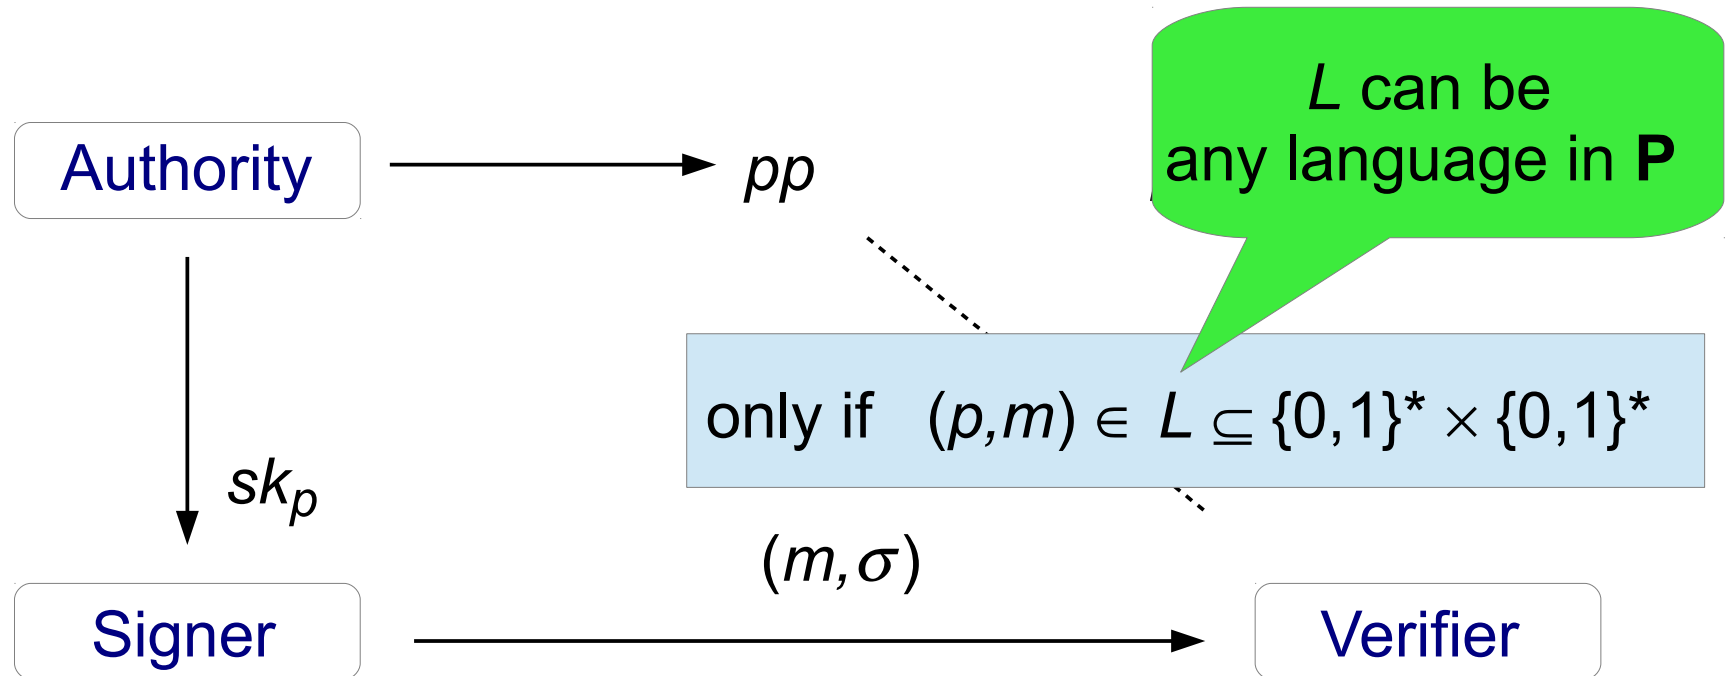 L can be
any language in P
Authority
pp
only if (p,m) ∈ L ⊆ {0,1}* × {0,1}*
sk_p
(m,σ)
Signer
Verifier